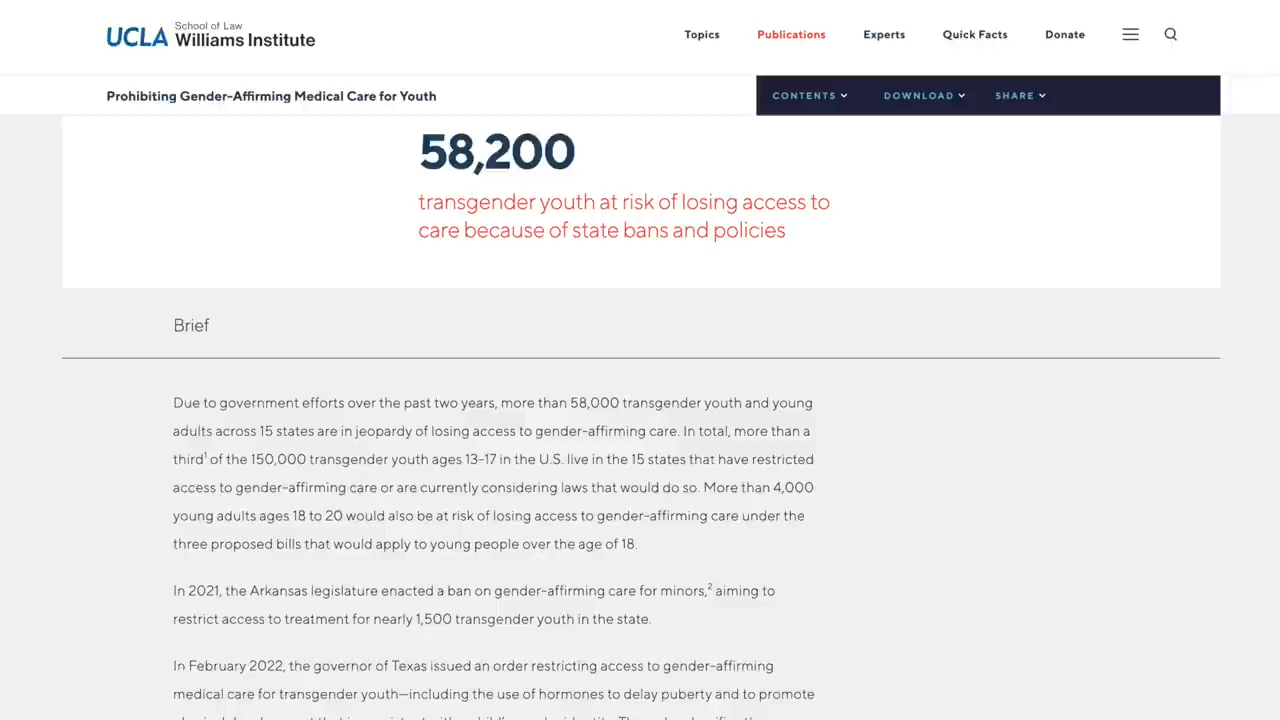 UCLA
School of Law
Williams Institute
Topics Publications Experts Quick Facts Donate
Prohibiting Gender-Affirming Medical Care for Youth
CONTENTS DOWNLOAD SHARE
58,200
transgender youth at risk of losing access to
care because of state bans and policies
Brief
Due to government efforts over the past two years, more than 58,000 transgender youth and young
adults across 15 states are in jeopardy of losing access to gender-affirming care. In total, more than a
third¹ of the 150,000 transgender youth ages 13-17 in the U.S. live in the 15 states that have restricted
access to gender-affirming care or are currently considering laws that would do so. More than 4,000
young adults ages 18 to 20 would also be at risk of losing access to gender-affirming care under the
three proposed bills that would apply to young people over the age of 18.
In 2021, the Arkansas legislature enacted a ban on gender-affirming care for minors,² aiming to
restrict access to treatment for nearly 1,500 transgender youth in the state.
In February 2022, the governor of Texas issued an order restricting access to gender-affirming
medical care for transgender youth—including the use of hormones to delay puberty and to promote